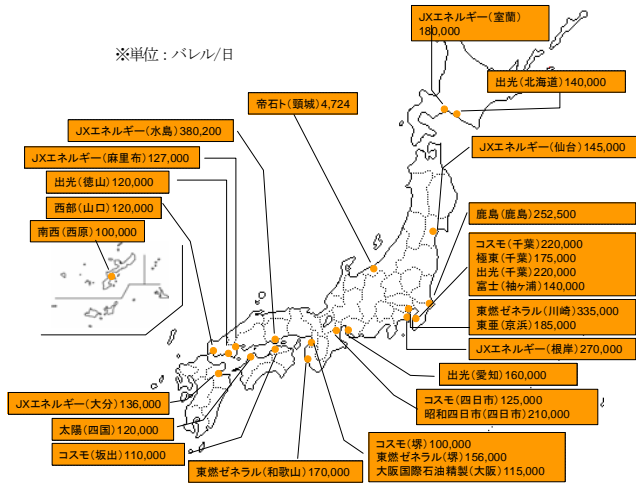 JXエネルギー(室蘭)
180,000
※単位：バレル/日
出光(北海道)140,000
帝石ト(頸城)4,724
JXエネルギー(水島)380,200
JXエネルギー(仙台)145,000
JXエネルギー(麻里布)127,000
出光(徳山)120,000
西部(山口)120,000
南西(西原)100,000
鹿島(鹿島)252,500
コスモ(千葉)220,000
極東(千葉)175,000
出光(千葉)220,000
富士(袖ヶ浦)140,000
東燃ゼネラル(川崎)335,000
東亜(京浜)185,000
JXエネルギー(根岸)270,000
出光(愛知)160,000
JXエネルギー(大分)136,000
コスモ(四日市)125,000
昭和四日市(四日市)210,000
太陽(四国)120,000
コスモ(坂出)110,000
東燃ゼネラル(和歌山)170,000
コスモ(堺)100,000
東燃ゼネラル(堺)156,000
大阪国際石油精製(大阪)115,000